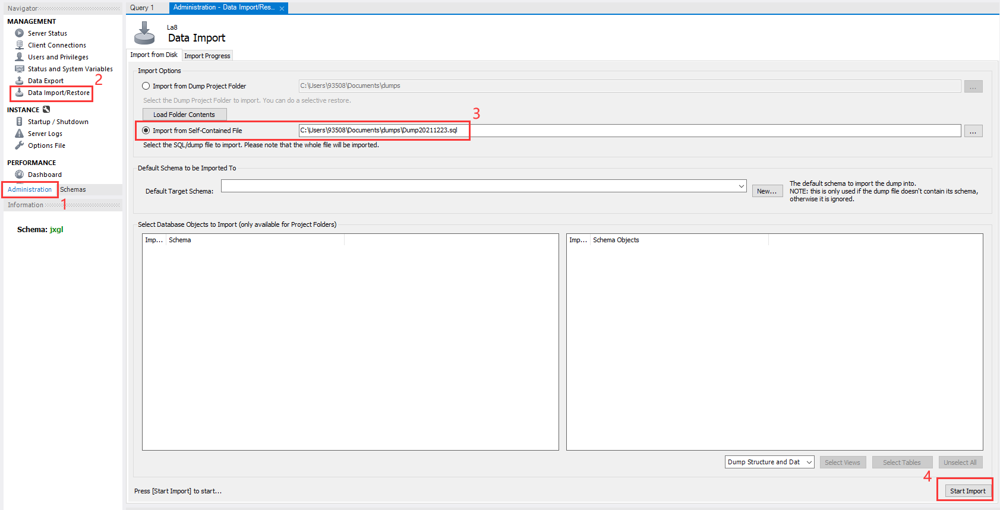 Navigator
MANAGEMENT
Server Status
Client Connections
Users and Privileges
Status and System Variables
Data Export
2
Data Import/Restore
INSTANCE
Startup / Shutdown
Server Logs
Options File
PERFORMANCE
Dashboard
Administration
Schemas
1
Information
Schema: jxgl
Query 1
Administration - Data Import/Res...
La8
Data Import
Import from Disk
Import Progress
Import Options
Import from Dump Project Folder
C:\Users\93508\Documents\dumps
...
Select the Dump Project Folder to import. You can do a selective restore.
Load Folder Contents
3
Import from Self-Contained File
C:\Users\93508\Documents\dumps\Dump20211223.sql
...
Select the SQL/dump file to import. Please note that the whole file will be imported.
Default Schema to be Imported To
Default Target Schema:
New...
The default schema to import the dump into.
NOTE: this is only used if the dump file doesn't contain its schema,
otherwise it is ignored.
Select Database Objects to Import (only available for Project Folders)
Imp... Schema
Imp... Schema Objects
Dump Structure and Dat
Select Views
Select Tables
Unselect All
4
Press [Start Import] to start...
Start Import